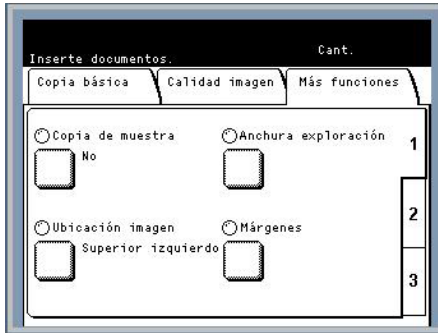 Cant.
Inserte documentos.
Copia básica
Calidad imagen
Más funciones
Copia de muestra
No
Anchura exploración
1
Ubicación imagen
Superior izquierdo
Márgenes
2
3